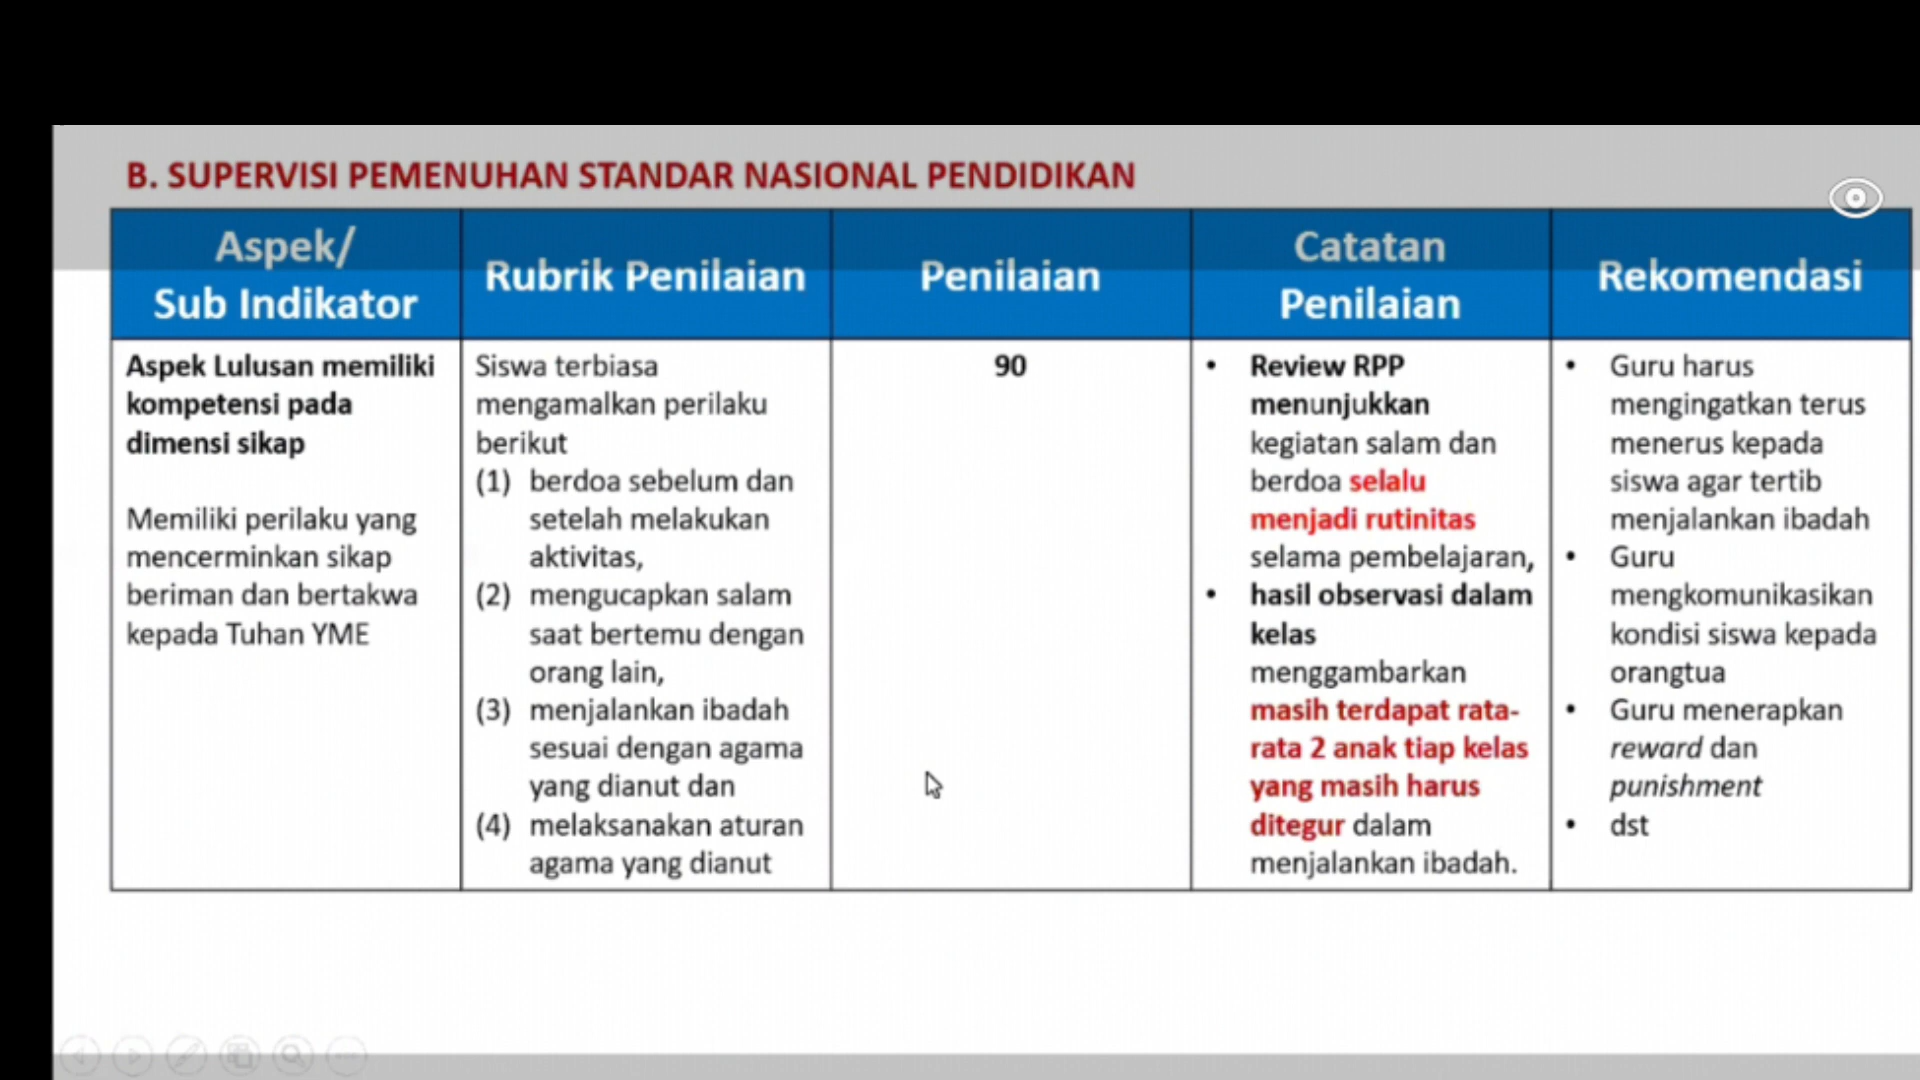 B. SUPERVISI PEMENUHAN STANDAR NASIONAL PENDIDIKAN
Aspek/
Sub Indikator
Rubrik Penilaian
Penilaian
Catatan
Penilaian
Rekomendasi
Aspek Lulusan memiliki
kompetensi pada
dimensi sikap
Memiliki perilaku yang
mencerminkan sikap
beriman dan bertakwa
kepada Tuhan YME
Siswa terbiasa
mengamalkan perilaku
berikut
(1) berdoa sebelum dan
setelah melakukan
aktivitas,
(2) mengucapkan salam
saat bertemu dengan
orang lain,
(3) menjalankan ibadah
sesuai dengan agama
yang dianut dan
(4) melaksanakan aturan
agama yang dianut
90
• Review RPP
menunjukkan
kegiatan salam dan
berdoa selalu
menjadi rutinitas
selama pembelajaran,
• hasil observasi dalam
kelas
menggambarkan
masih terdapat rata-
rata 2 anak tiap kelas
yang masih harus
ditegur dalam
menjalankan ibadah.
• Guru harus
mengingatkan terus
menerus kepada
siswa agar tertib
menjalankan ibadah
• Guru
mengkomunikasikan
kondisi siswa kepada
orangtua
• Guru menerapkan
reward dan
punishment
• dst